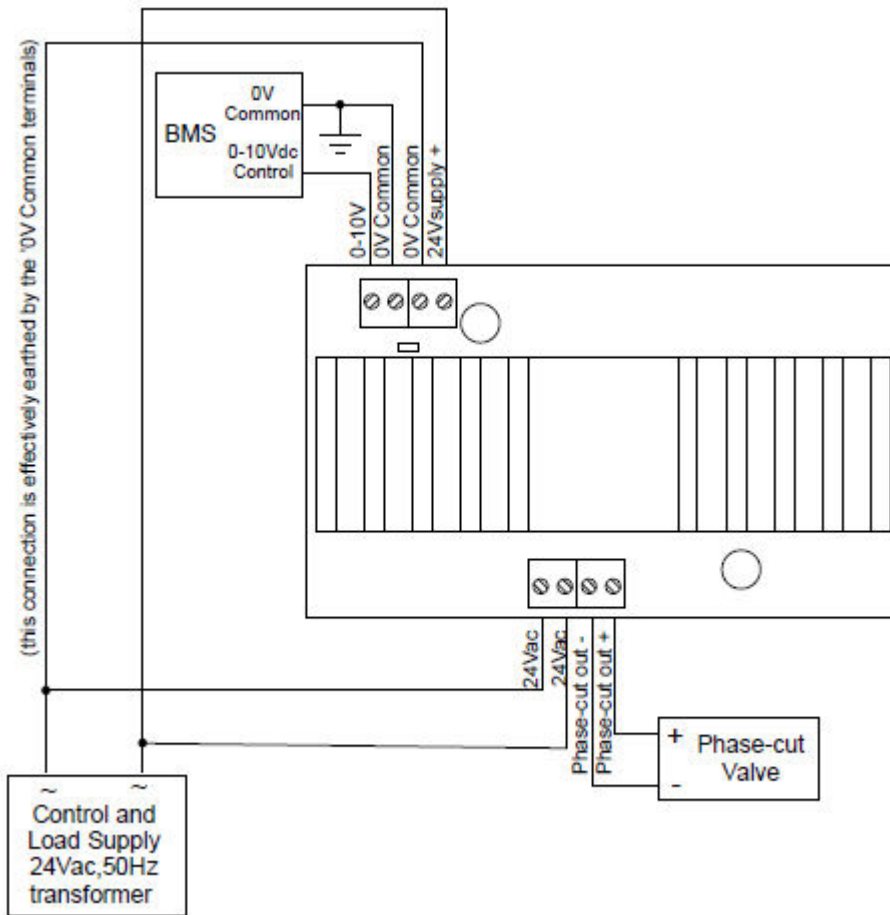 (this connection is effectively earthed by the '0V Common terminals)
BMS
0V
Common
0-10Vdc
Control
0-10V
0V Common
0V Common
24Vsupply +
24Vac
24Vac
Phase-cut out -
Phase-cut out +
+
-
Phase-cut
Valve
~
~
Control and
Load Supply
24Vac,50Hz
transformer